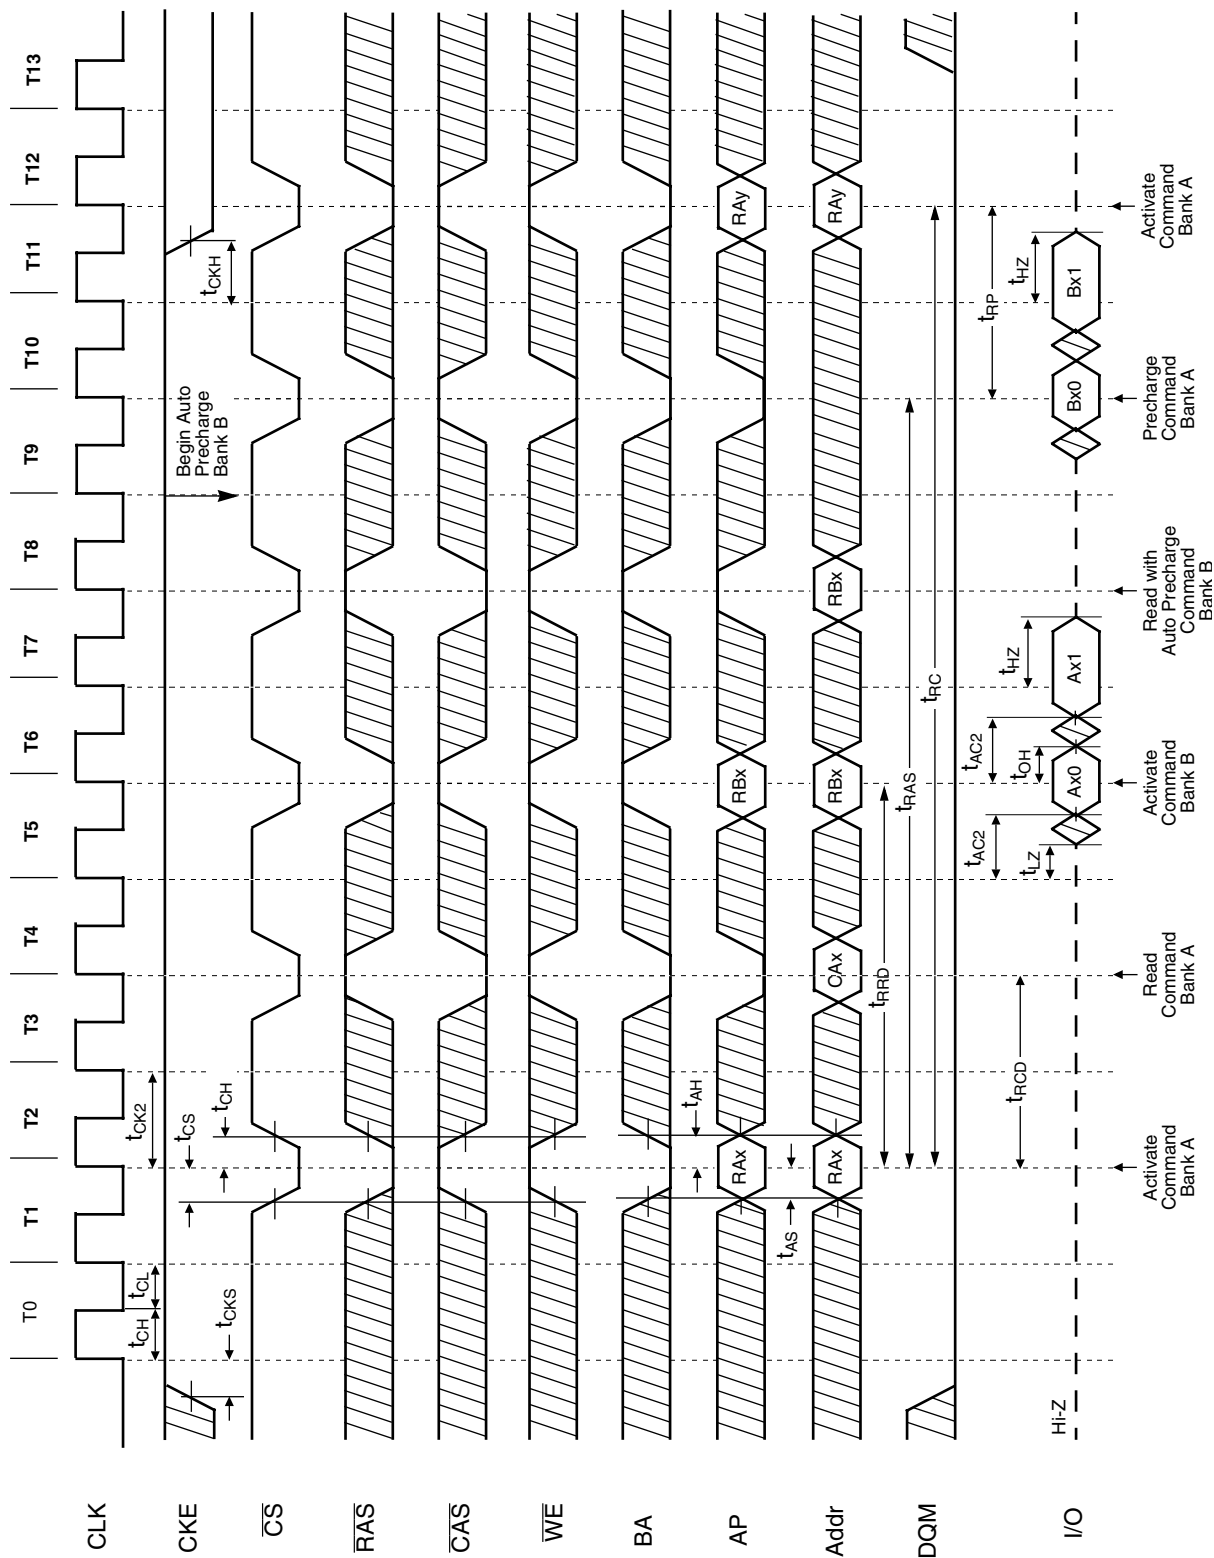 T0 T1 T2 T3 T4 T5 T6 T7 T8 T9 T10 T11 T12 T13
CLK
tCH
tCL
tCK2
CKE
tCKS
tCS
tCH
Begin Auto
Precharge
Bank B
tCKH
CS
RAS
CAS
WE
BA
tAH
AP
RAx
RBx
RAy
tAS
Addr
RAx
CAx
RBx
RBx
RAy
tRRD
tRAS
DQM
tRC
tRCD
tAC2
tAC2
tRP
tLZ
tOH
tHZ
tHZ
I/O
Hi-Z
Ax0
Ax1
Bx0
Bx1
Activate
Command
Bank A
Read
Command
Bank A
Activate
Command
Bank B
Read with
Auto Precharge
Command
Bank B
Precharge
Command
Bank A
Activate
Command
Bank A